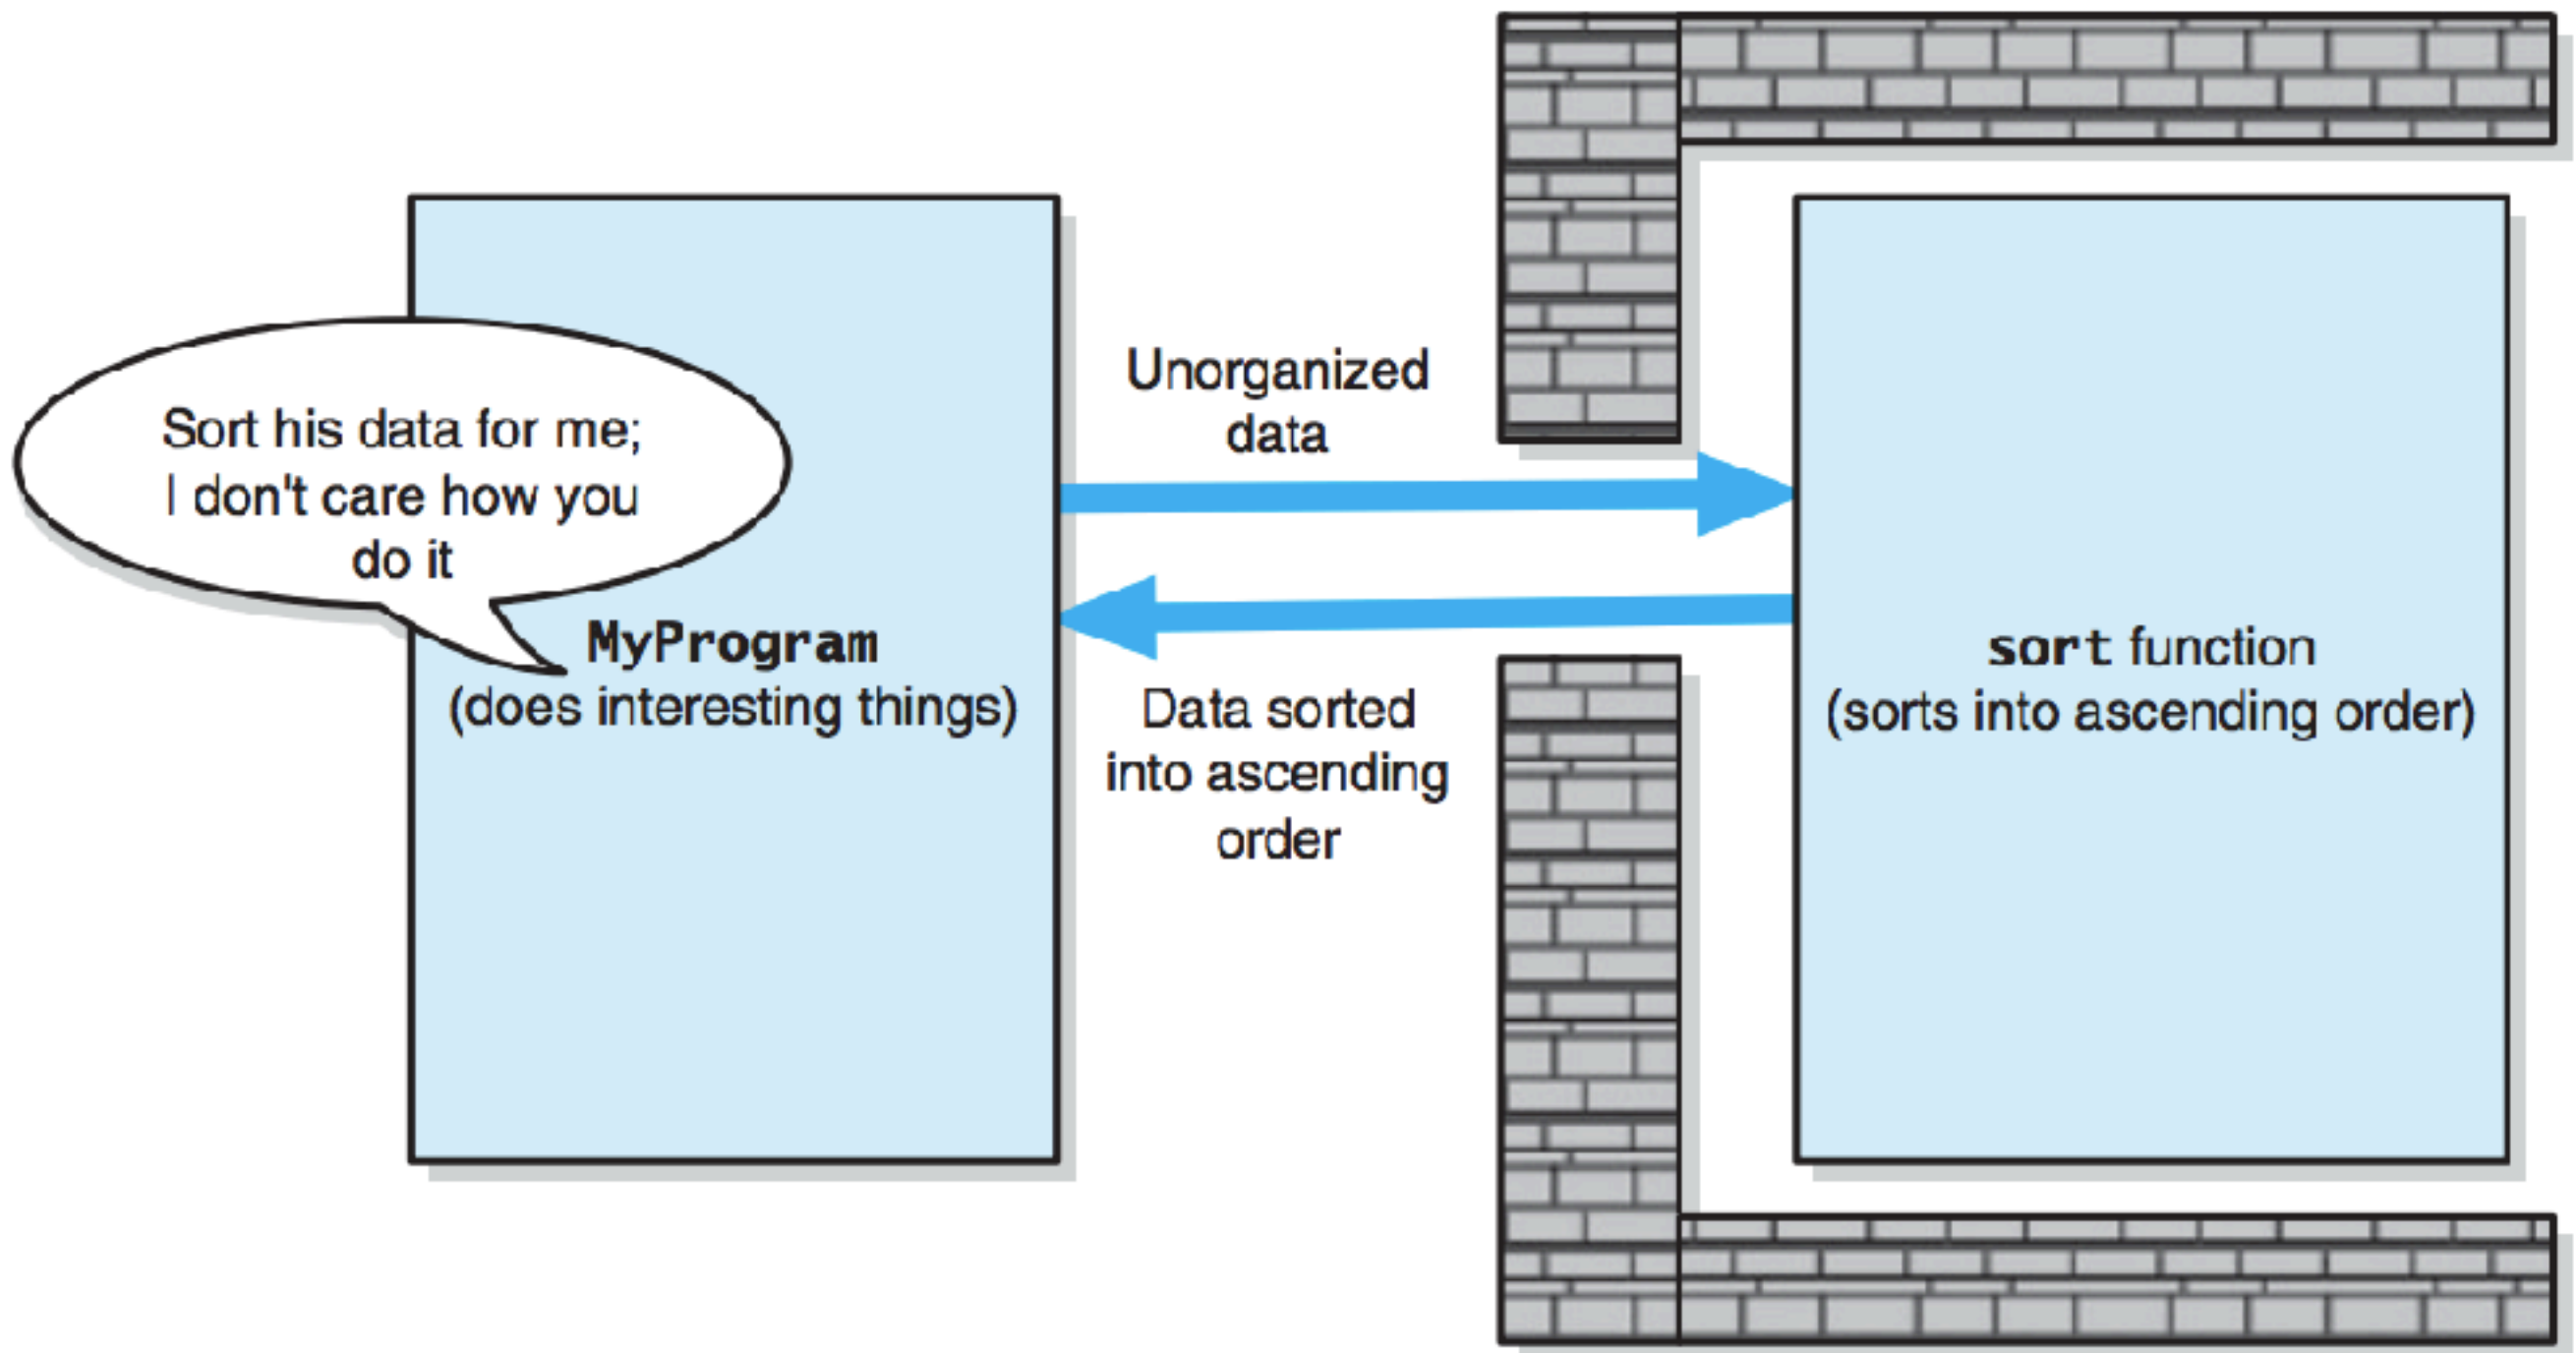 Sort his data for me;
I don't care how you
do it
MyProgram
(does interesting things)
Unorganized
data
Data sorted
into ascending
order
sort function
(sorts into ascending order)